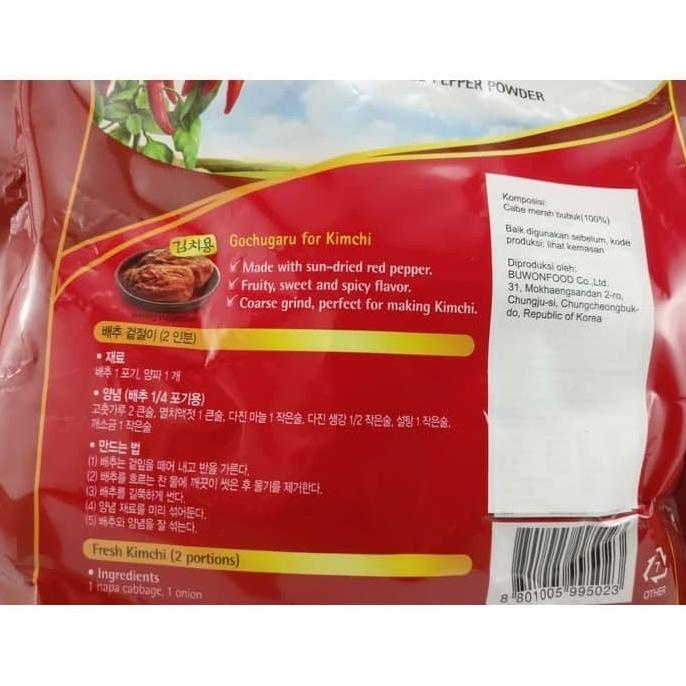 PEPPER POWDER
김치용
Gochugaru for Kimchi
✓ Made with sun-dried red pepper.
✓ Fruity, sweet and spicy flavor.
✓ Coarse grind, perfect for making Kimchi.
배추 겉절이 (2 인분)
• 재료
배추 1 포기, 양파 1 개
• 양념 (배추 1/4 포기용)
고춧가루 2 큰술, 멸치액젓 1 큰술, 다진 마늘 1 작은술, 다진 생강 1/2 작은술, 설탕 1 작은술,
깨소금 1 작은술
• 만드는 법
(1) 배추는 겉잎을 떼어 내고 반을 가른다.
(2) 배추를 흐르는 찬 물에 깨끗이 씻은 후 물기를 제거한다.
(3) 배추를 길쭉하게 썬다.
(4) 양념 재료를 미리 섞어둔다.
(5) 배추와 양념을 잘 섞는다.
Fresh Kimchi (2 portions)
• Ingredients
1 napa cabbage, 1 onion
Komposisi:
Cabe merah bubuk(100%)
Baik digunakan sebelum, kode
produksi: lihat kemasan
Diproduksi oleh:
BUWONFOOD Co.,Ltd.
31, Mokhaengsandan 2-ro,
Chungju-si, Chungcheongbuk-
do, Republic of Korea
8 801005 995023
7
OTHER